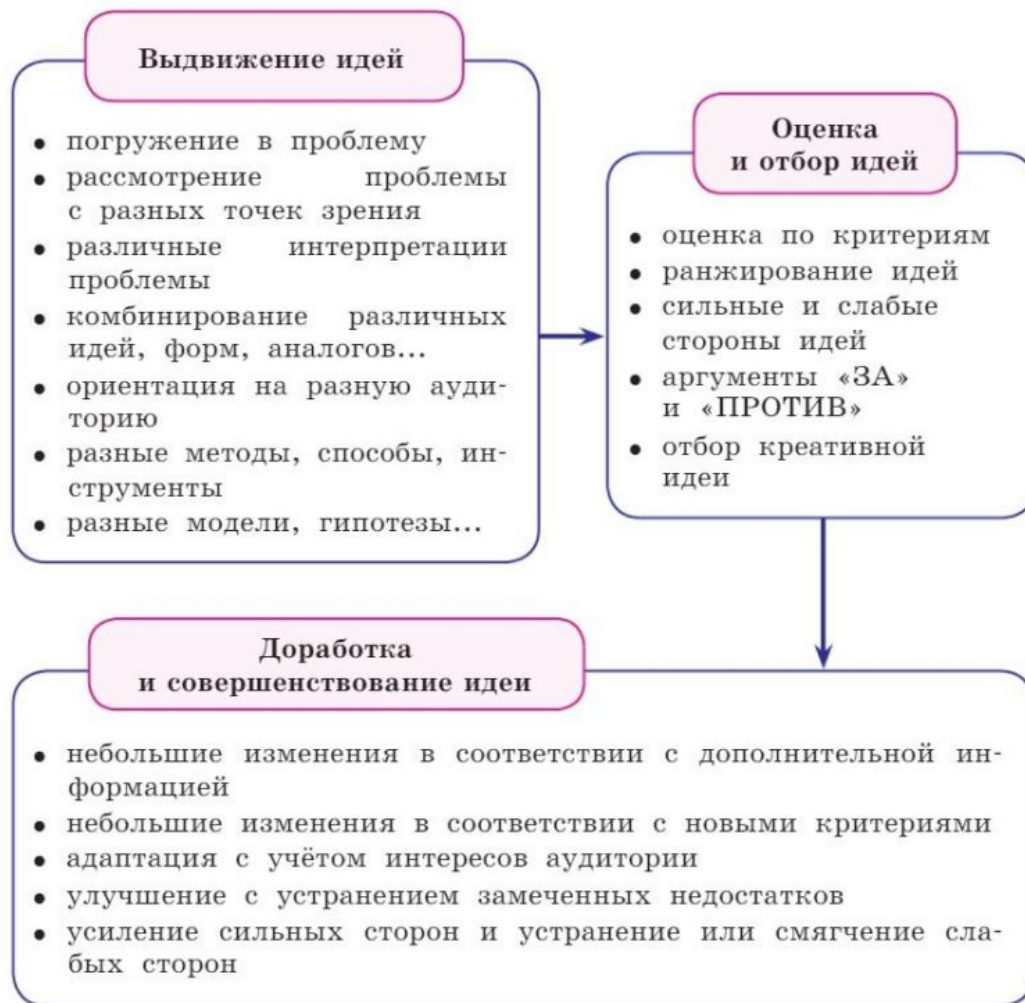 Выдвижение идей
• погружение в проблему
• рассмотрение проблемы
с разных точек зрения
• различные интерпретации
проблемы
• комбинирование различных
идей, форм, аналогов...
• ориентация на разную ауди-
торию
• разные методы, способы, ин-
струменты
• разные модели, гипотезы...
Оценка
и отбор идей
• оценка по критериям
• ранжирование идей
• сильные и слабые
стороны идей
• аргументы «ЗА»
и «ПРОТИВ»
• отбор креативной
идеи
Доработка
и совершенствование идеи
• небольшие изменения в соответствии с дополнительной ин-
формацией
• небольшие изменения в соответствии с новыми критериями
• адаптация с учётом интересов аудитории
• улучшение с устранением замеченных недостатков
• усиление сильных сторон и устранение или смягчение сла-
бых сторон